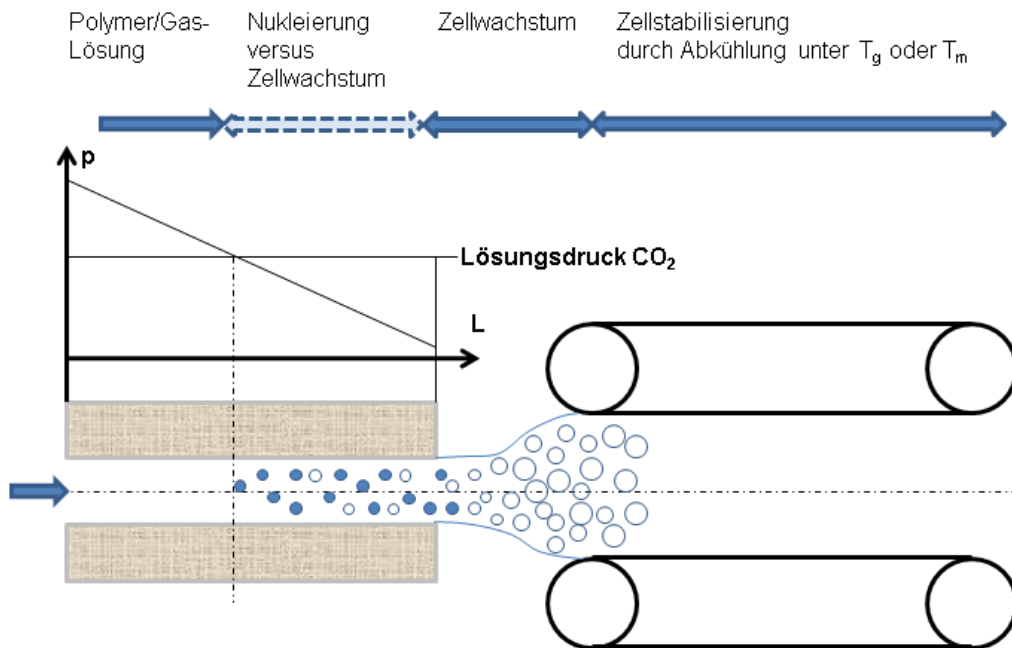 Polymer/Gas-
Lösung
Nukleierung
versus
Zellwachstum
Zellwachstum
Zellstabilisierung
durch Abkühlung unter Tg oder Tm
p
Lösungsdruck CO₂
L